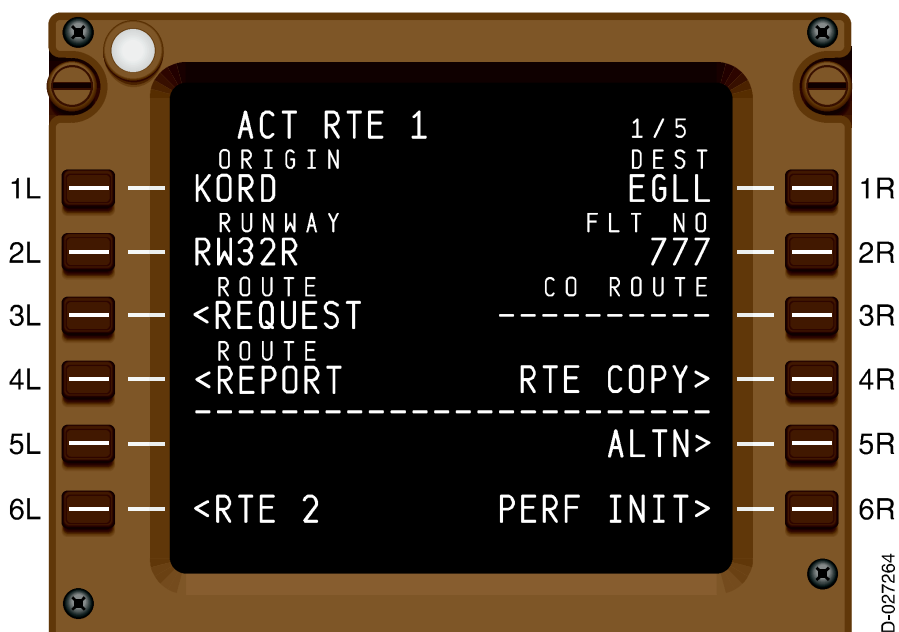 ACT RTE 1 1/5
ORIGIN DEST
1L KORD EGLL 1R
RUNWAY FLT NO
2L RW32R 777 2R
ROUTE CO ROUTE
3L <REQUEST ---------- 3R
ROUTE
4L <REPORT RTE COPY> 4R
------------------------
5L ALTN> 5R
6L <RTE 2 PERF INIT> 6R
D-027264